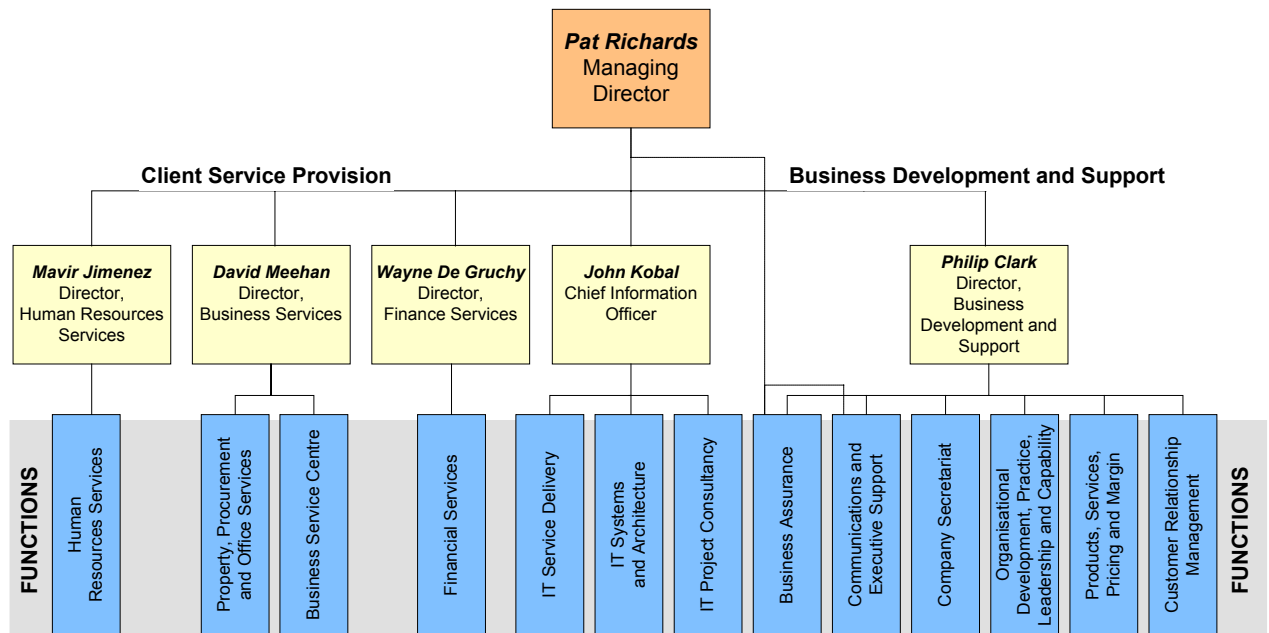 Pat Richards
Managing
Director
Client Service Provision
Business Development and Support
Mavir Jimenez
Director,
Human Resources
Services
David Meehan
Director,
Business Services
Wayne De Gruchy
Director,
Finance Services
John Kobal
Chief Information
Officer
Philip Clark
Director,
Business
Development and
Support
FUNCTIONS
Human
Resources Services
Property, Procurement
and Office Services
Business Service Centre
Financial Services
IT Service Delivery
IT Systems
and Architecture
IT Project Consultancy
Business Assurance
Communications and
Executive Support
Company Secretariat
Organisational
Development, Practice,
Leadership and Capability
Products, Services,
Pricing and Margin
Customer Relationship
Management
FUNCTIONS